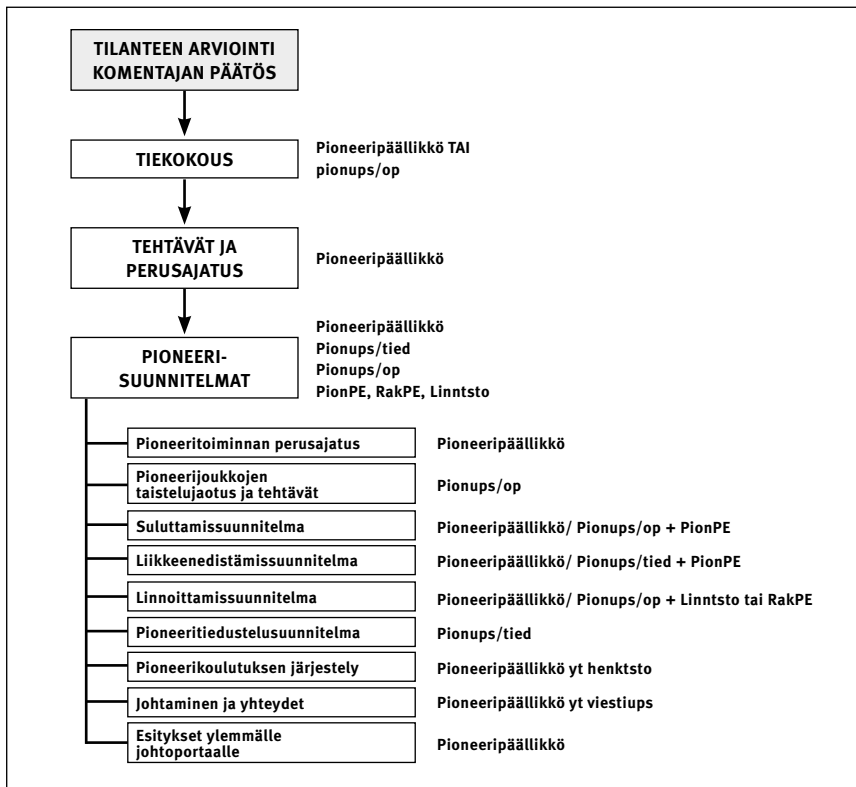 TILANTEEN ARVIOINTI
KOMENTAJAN PÄÄTÖS
TIEKOKOUS
Pioneeripäällikkö TAI
pionups/op
TEHTÄVÄT JA
PERUSAJATUS
Pioneeripäällikkö
PIONEERI-
SUUNNITELMAT
Pioneeripäällikkö
Pionups/tied
Pionups/op
PionPE, RakPE, Linntsto
Pioneeritoiminnan perusajatus
Pioneeripäällikkö
Pioneerijoukkojen
taistelujaotus ja tehtävät
Pionups/op
Suluttamissuunnitelma
Pioneeripäällikkö/ Pionups/op + PionPE
Liikkeenedistämissuunnitelma
Pioneeripäällikkö/ Pionups/tied + PionPE
Linnoittamissuunnitelma
Pioneeripäällikkö/ Pionups/op + Linntsto tai RakPE
Pioneeritiedustelusuunnitelma
Pionups/tied
Pioneerikoulutuksen järjestely
Pioneeripäällikkö yt henktsto
Johtaminen ja yhteydet
Pioneeripäällikkö yt viestiups
Esitykset ylemmälle
johtoportaalle
Pioneeripäällikkö